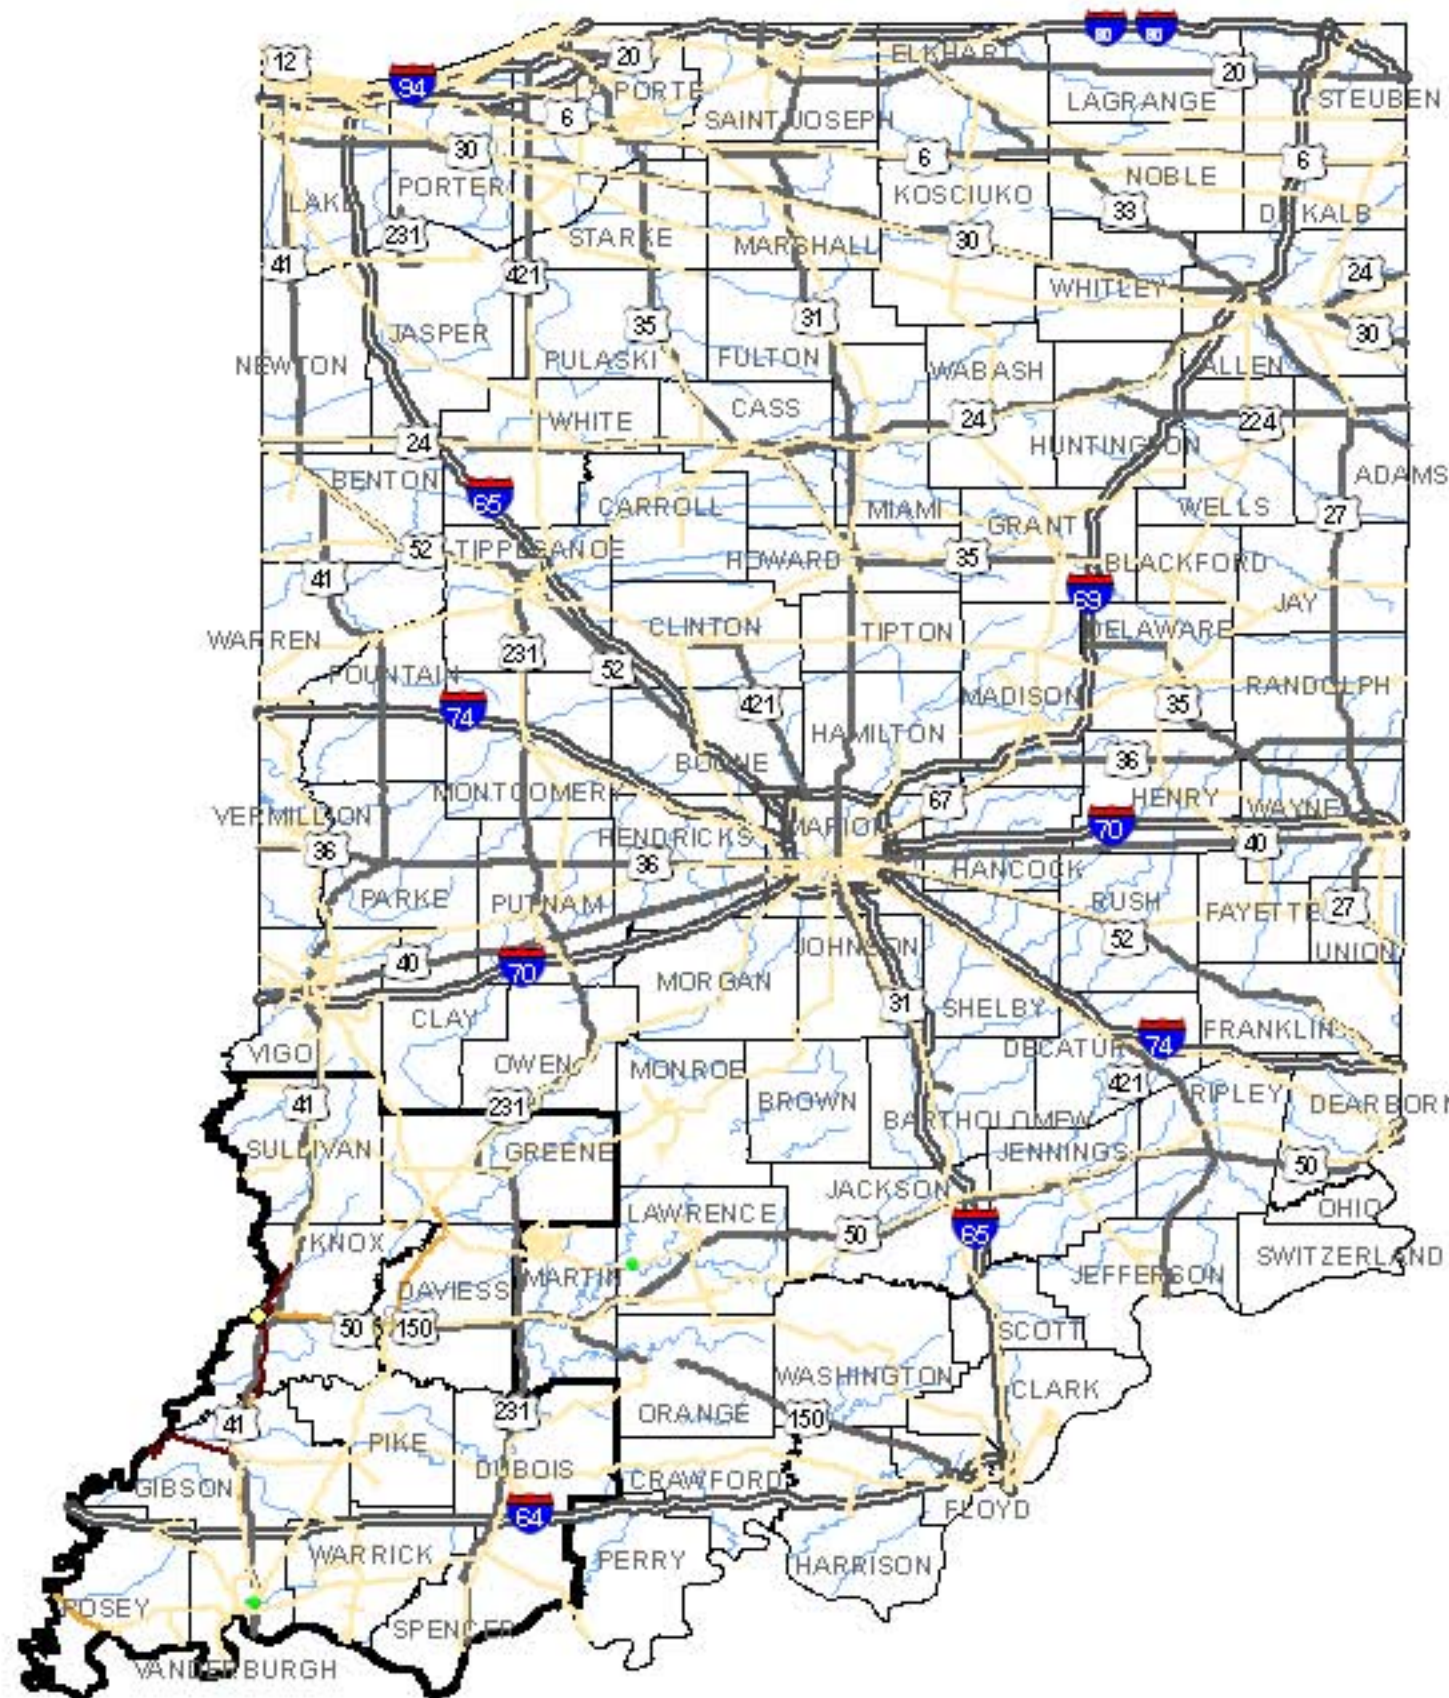 80 80
12 20 ELKHART
94 20
LA PORTE LAGRANGE STEUBEN
6 SAINT JOSEPH
30 6 6
PORTER KOSCIUKO NOBLE
LAKE 33 DE KALB
231 STARKE MARSHALL 30
41 421 24
WHITLEY
35 31 30
JASPER
NEWTON PULASKI FULTON WABASH ALLEN
WHITE CASS 24 224
24 HUNTINGTON
BENTON ADAMS
65 CARROLL MIAMI WELLS
GRANT 27
52 TIPPECANOE HOWARD 35 BLACKFORD
41 69
JAY
WARREN CLINTON TIPTON DELAWARE
231 52
FOUNTAIN MADISON RANDOLPH
74 421 35
HAMILTON
BOONE 36
MONTGOMERY 67 HENRY WAYNE
VERMILLION HENDRICKS MARION 70
36 36 40
HANCOCK
PARKE PUTNAM RUSH FAYETTE 27
52
40 70 JOHNSON UNION
MORGAN
31 SHELBY
CLAY FRANKLIN
VIGO DECATUR 74
OWEN MONROE
421 RIPLEY
41 231 BROWN DEARBORN
BARTHOLOMEW
SULLIVAN GREENE JENNINGS
50
JACKSON
LAWRENCE OHIO
50 65
KNOX SWITZERLAND
MARTIN JEFFERSON
DAVIESS
50 150 SCOTT
WASHINGTON
CLARK
41 231 ORANGE 150
PIKE
DUBOIS
GIBSON CRAWFORD
64 FLOYD
WARRICK PERRY HARRISON
POSEY
SPENCER
VANDERBURGH